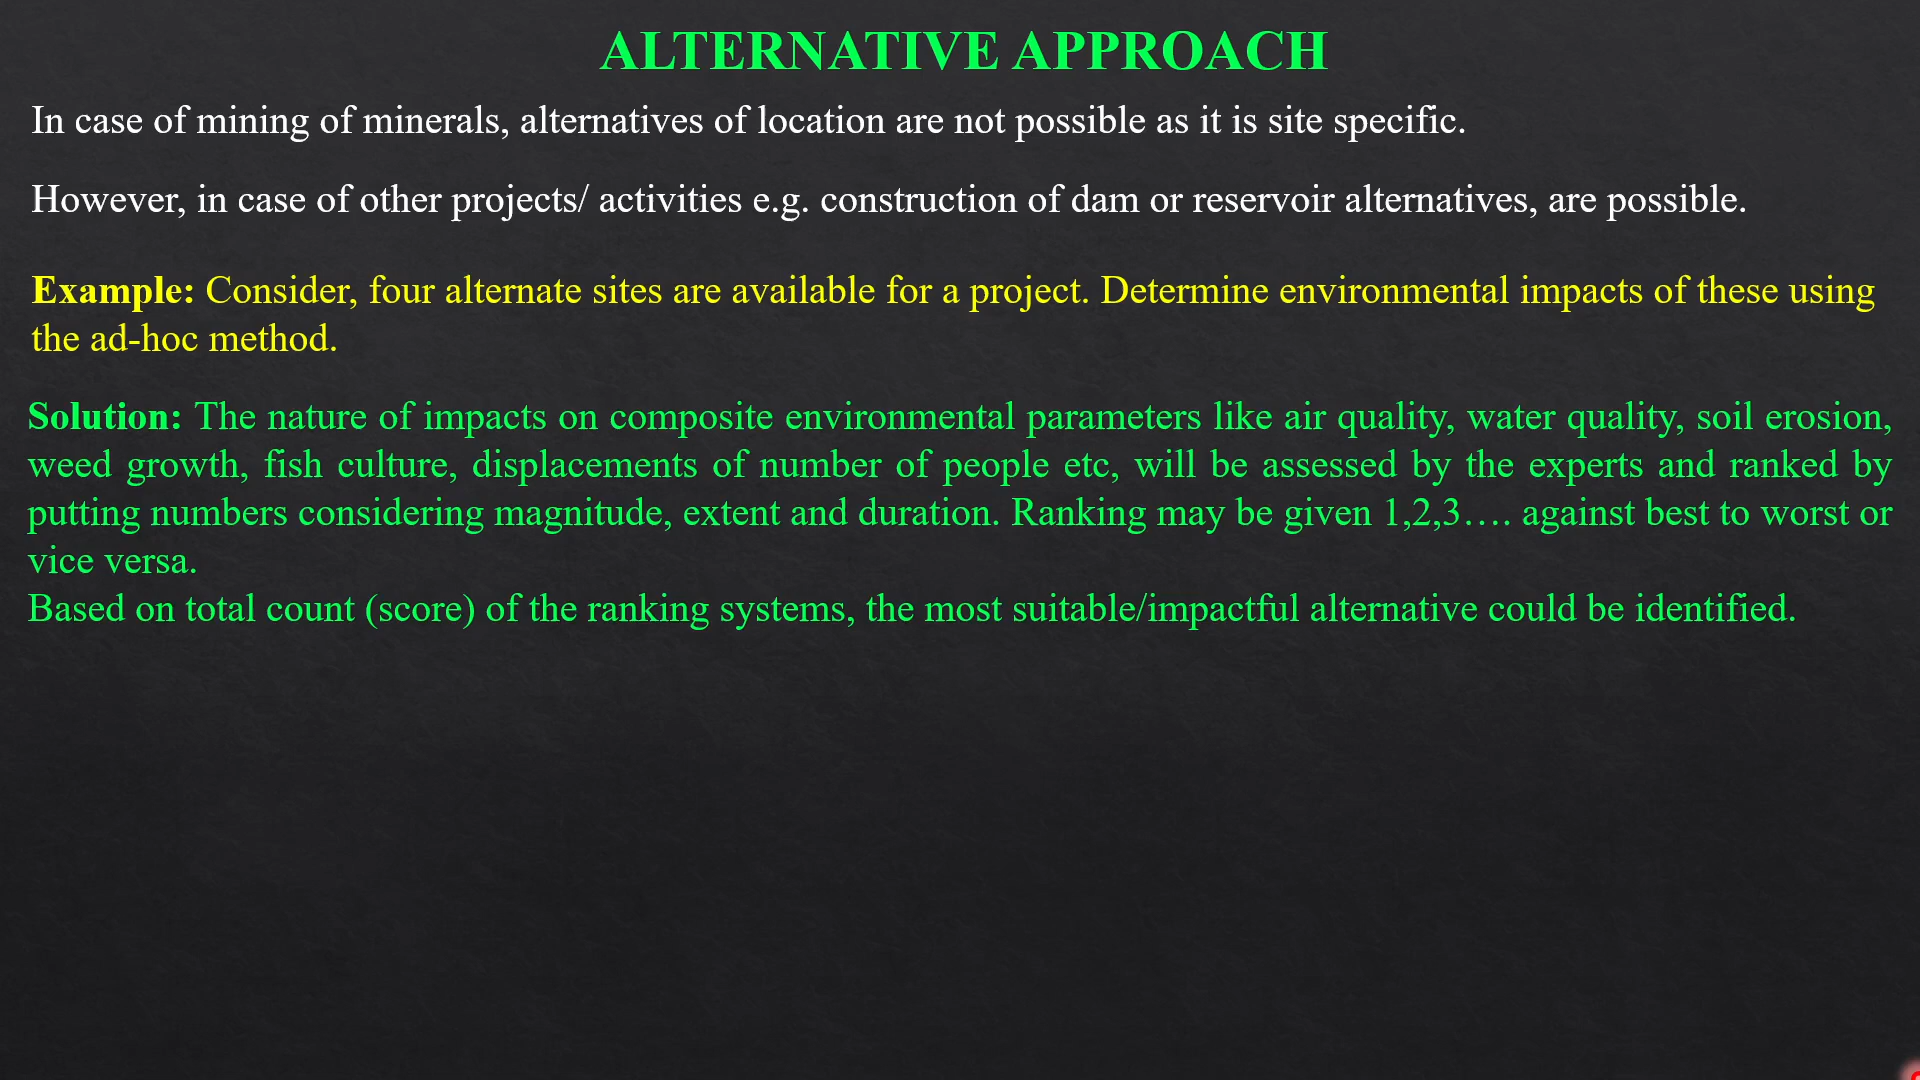 ALTERNATIVE APPROACH
In case of mining of minerals, alternatives of location are not possible as it is site specific.
However, in case of other projects/ activities e.g. construction of dam or reservoir alternatives, are possible.
Example: Consider, four alternate sites are available for a project. Determine environmental impacts of these using
the ad-hoc method.
Solution: The nature of impacts on composite environmental parameters like air quality, water quality, soil erosion,
weed growth, fish culture, displacements of number of people etc, will be assessed by the experts and ranked by
putting numbers considering magnitude, extent and duration. Ranking may be given 1,2,3…. against best to worst or
vice versa.
Based on total count (score) of the ranking systems, the most suitable/impactful alternative could be identified.